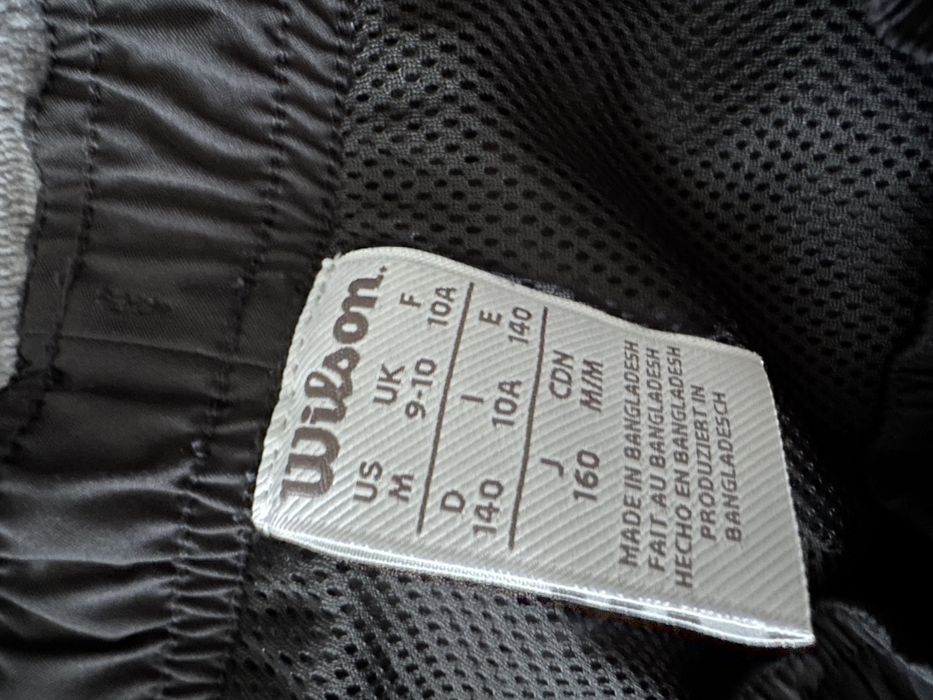 Wilson.
US UK F
M 9-10 10A
D I E
140 10A 140
J CDN
160 M/M
MADE IN BANGLADESH
FAIT AU BANGLADESH
HECHO EN BANGLADESH
PRODUZIERT IN
BANGLADESCH